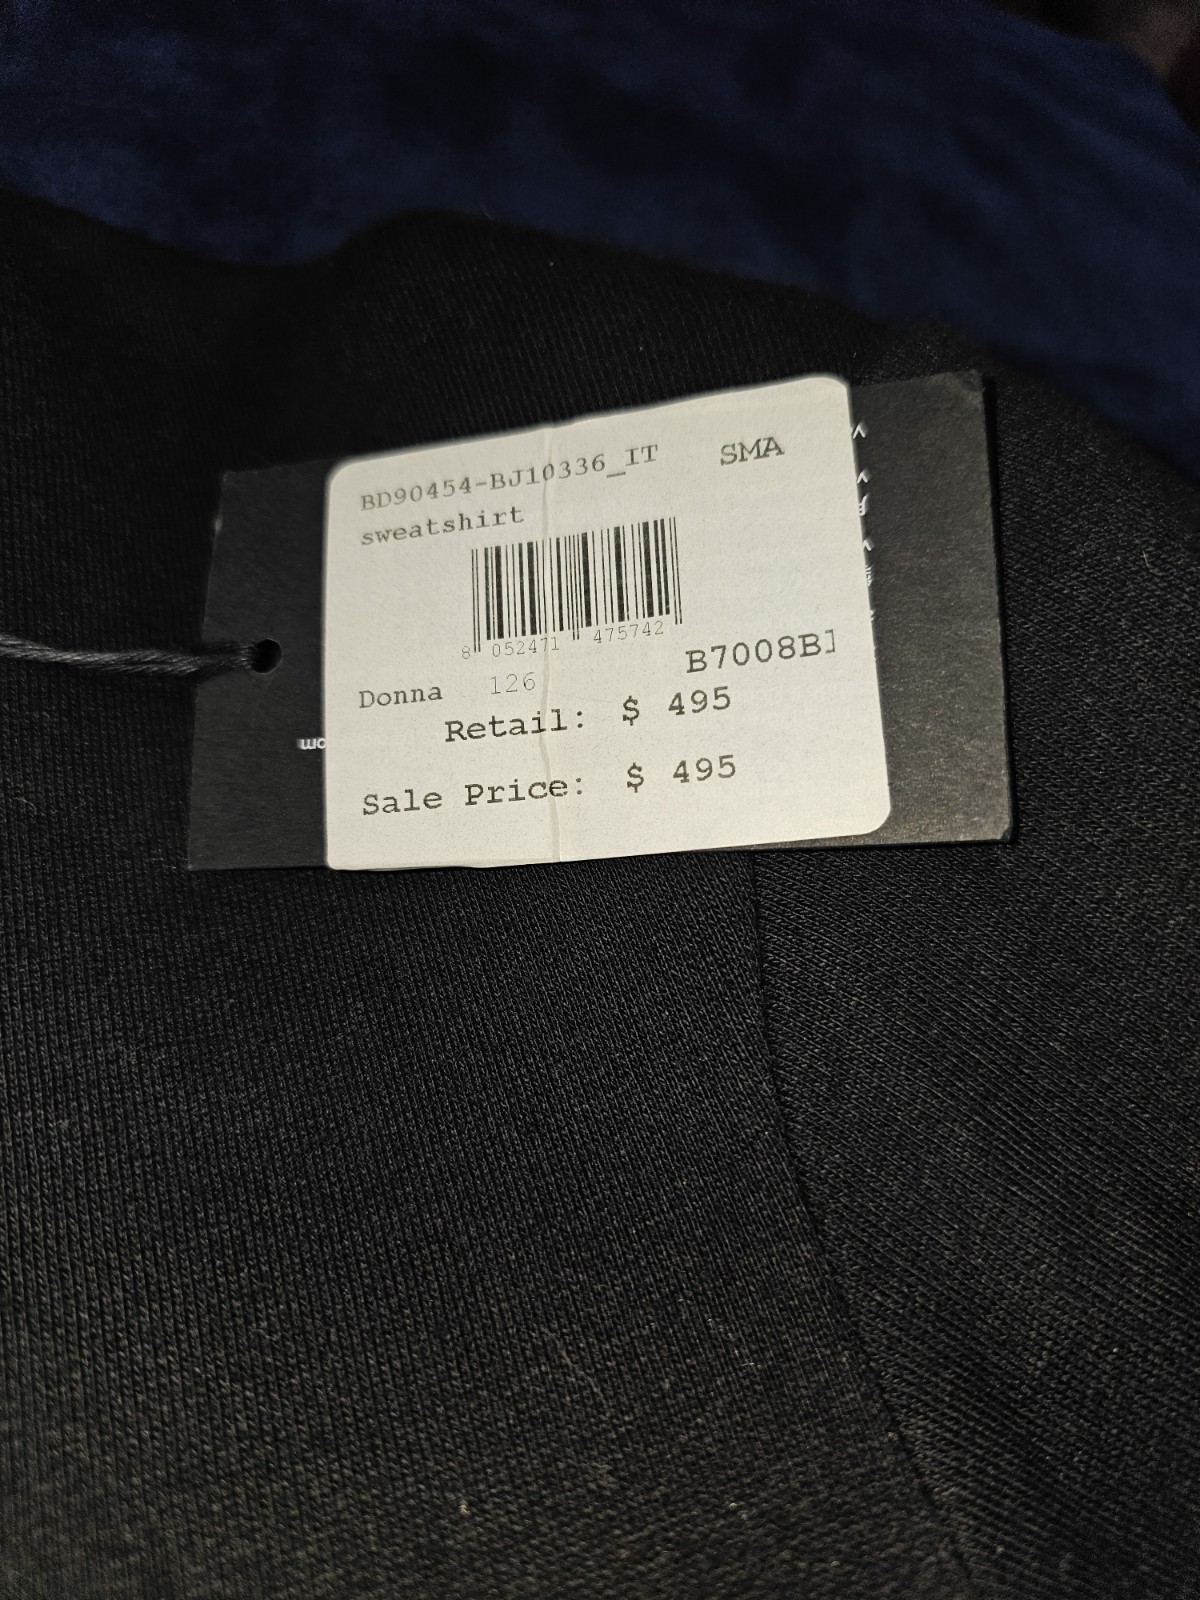 BD90454-BJ10336_IT SMA
sweatshirt
8 052471 475742
B7008BJ
Donna 126
Retail: $ 495
Sale Price: $ 495